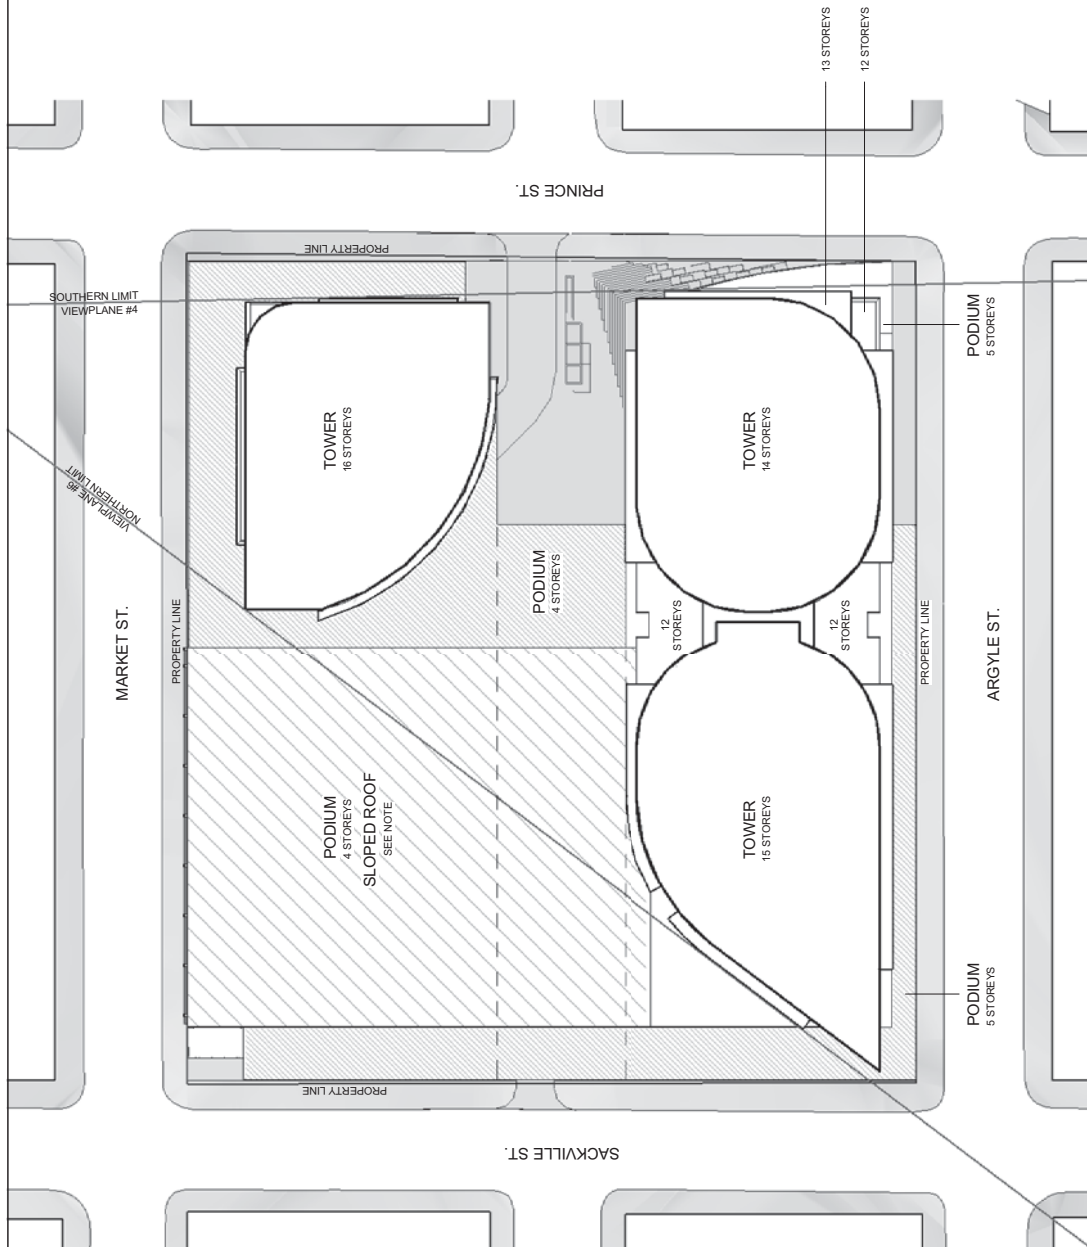 13 STOREYS
12 STOREYS
PRINCE ST.
PROPERTY LINE
SOUTHERN LIMIT
VIEWPLANE #4
PODIUM
5 STOREYS
TOWER
16 STOREYS
TOWER
14 STOREYS
NORTHERN LIMIT
VIEWPLANE #6
PODIUM
4 STOREYS
12
STOREYS
12
STOREYS
MARKET ST.
PROPERTY LINE
PROPERTY LINE
ARGYLE ST.
PODIUM
4 STOREYS
SLOPED ROOF
SEE NOTE
TOWER
15 STOREYS
PODIUM
5 STOREYS
PROPERTY LINE
SACKVILLE ST.